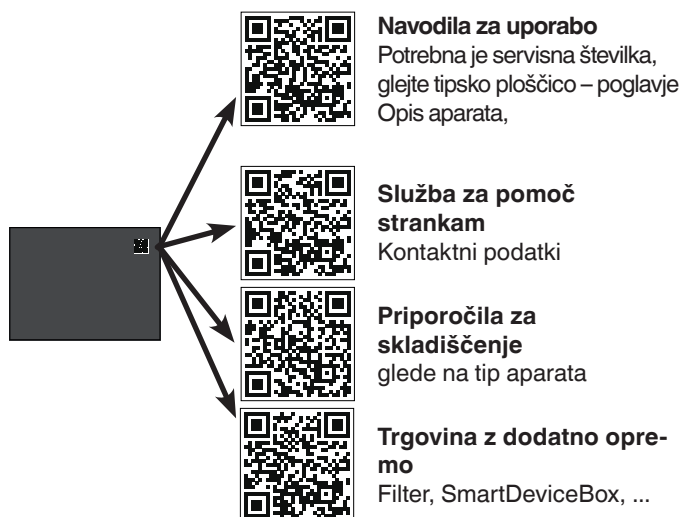 Navodila za uporabo
Potrebna je servisna številka,
glejte tipsko ploščico – poglavje
Opis aparata,
Služba za pomoč
strankam
Kontaktni podatki
Priporočila za
skladiščenje
glede na tip aparata
Trgovina z dodatno opre-
mo
Filter, SmartDeviceBox, ...